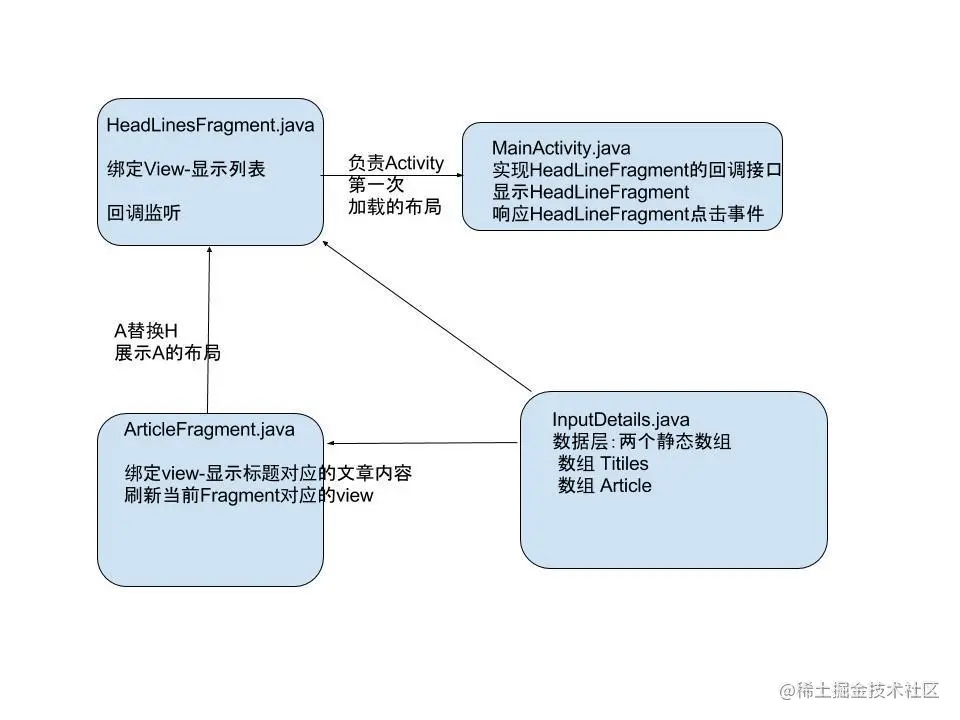 HeadLinesFragment.java
绑定View-显示列表
回调监听
负责Activity
第一次
加载的布局
MainActivity.java
实现HeadLineFragment的回调接口
显示HeadLineFragment
响应HeadLineFragment点击事件
A替换H
展示A的布局
ArticleFragment.java
绑定view-显示标题对应的文章内容
刷新当前Fragment对应的view
InputDetails.java
数据层:两个静态数组
数组 Titiles
数组 Article
@稀土掘金技术社区